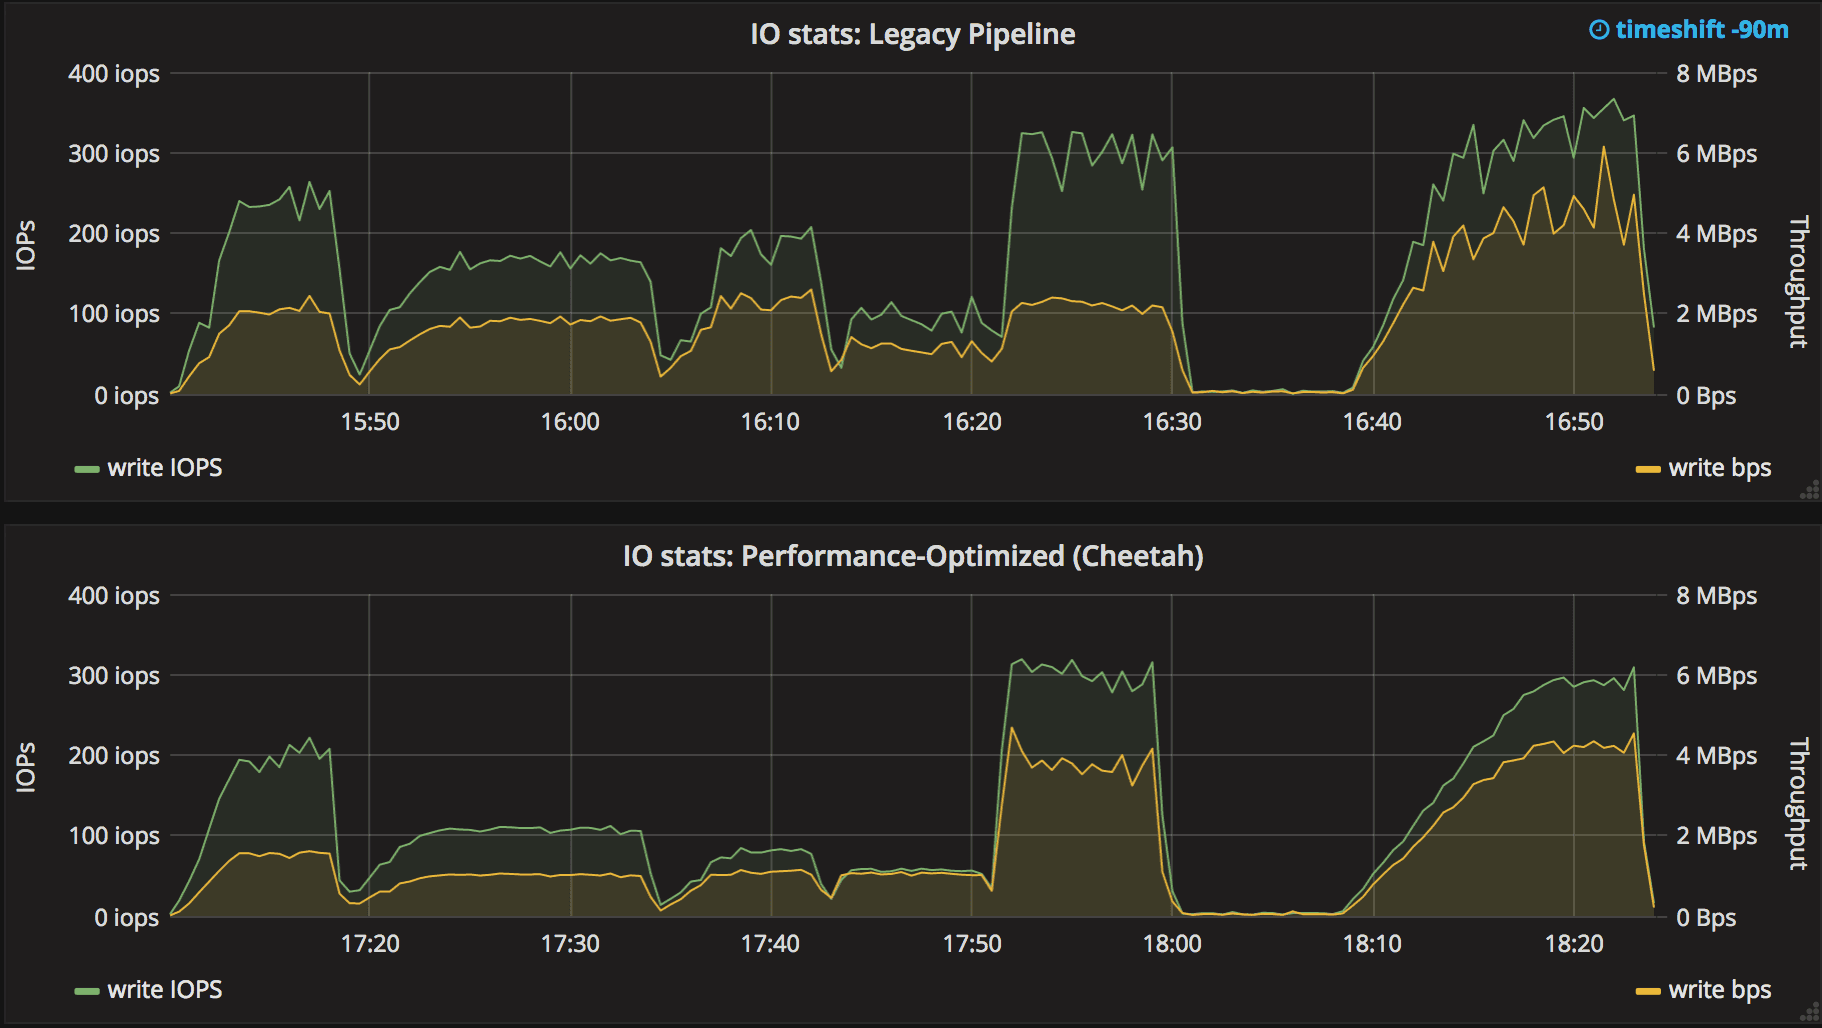 IO stats: Legacy Pipeline
timeshift -90m
400 iops
8 MBps
300 iops
6 MBps
200 iops
4 MBps
100 iops
2 MBps
0 iops
0 Bps
IOPs
Throughput
15:50 16:00 16:10 16:20 16:30 16:40 16:50
write IOPS
write bps
IO stats: Performance-Optimized (Cheetah)
400 iops
8 MBps
300 iops
6 MBps
200 iops
4 MBps
100 iops
2 MBps
0 iops
0 Bps
IOPs
Throughput
17:20 17:30 17:40 17:50 18:00 18:10 18:20
write IOPS
write bps